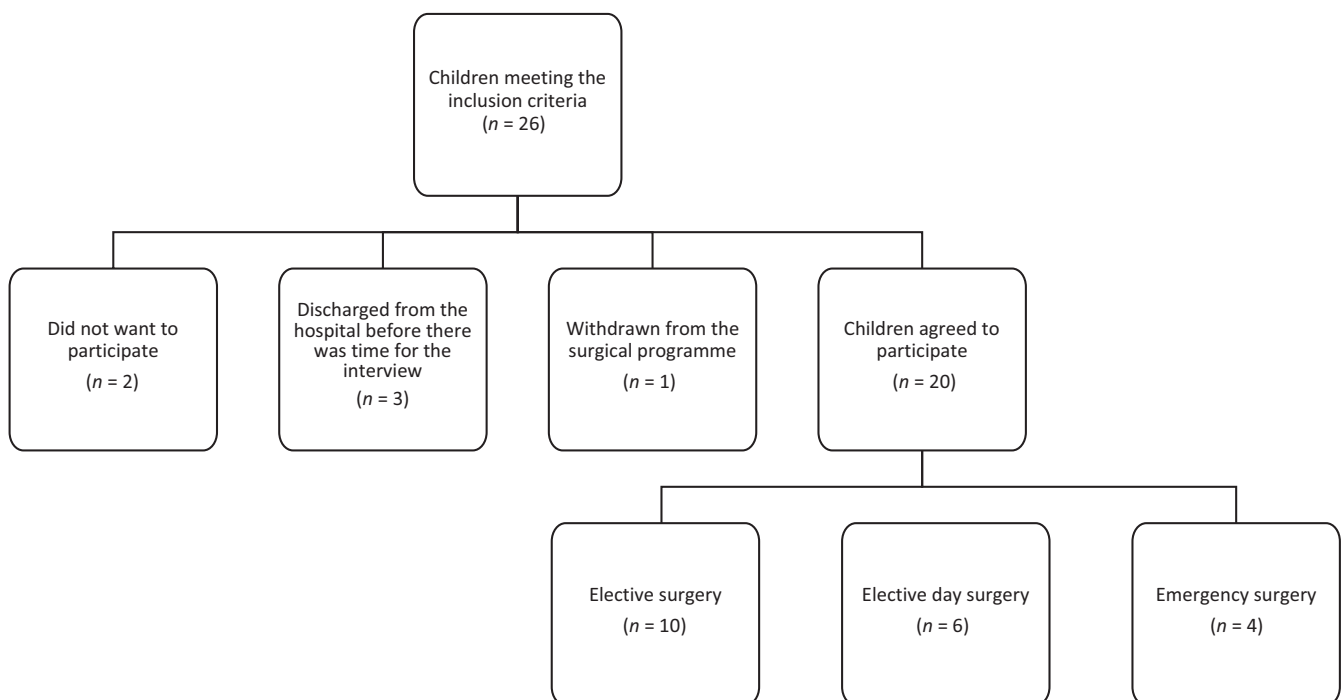 Children meeting the
inclusion criteria
(n = 26)
Did not want to
participate
(n = 2)
Discharged from the
hospital before there
was time for the
interview
(n = 3)
Withdrawn from the
surgical programme
(n = 1)
Children agreed to
participate
(n = 20)
Elective surgery
(n = 10)
Elective day surgery
(n = 6)
Emergency surgery
(n = 4)